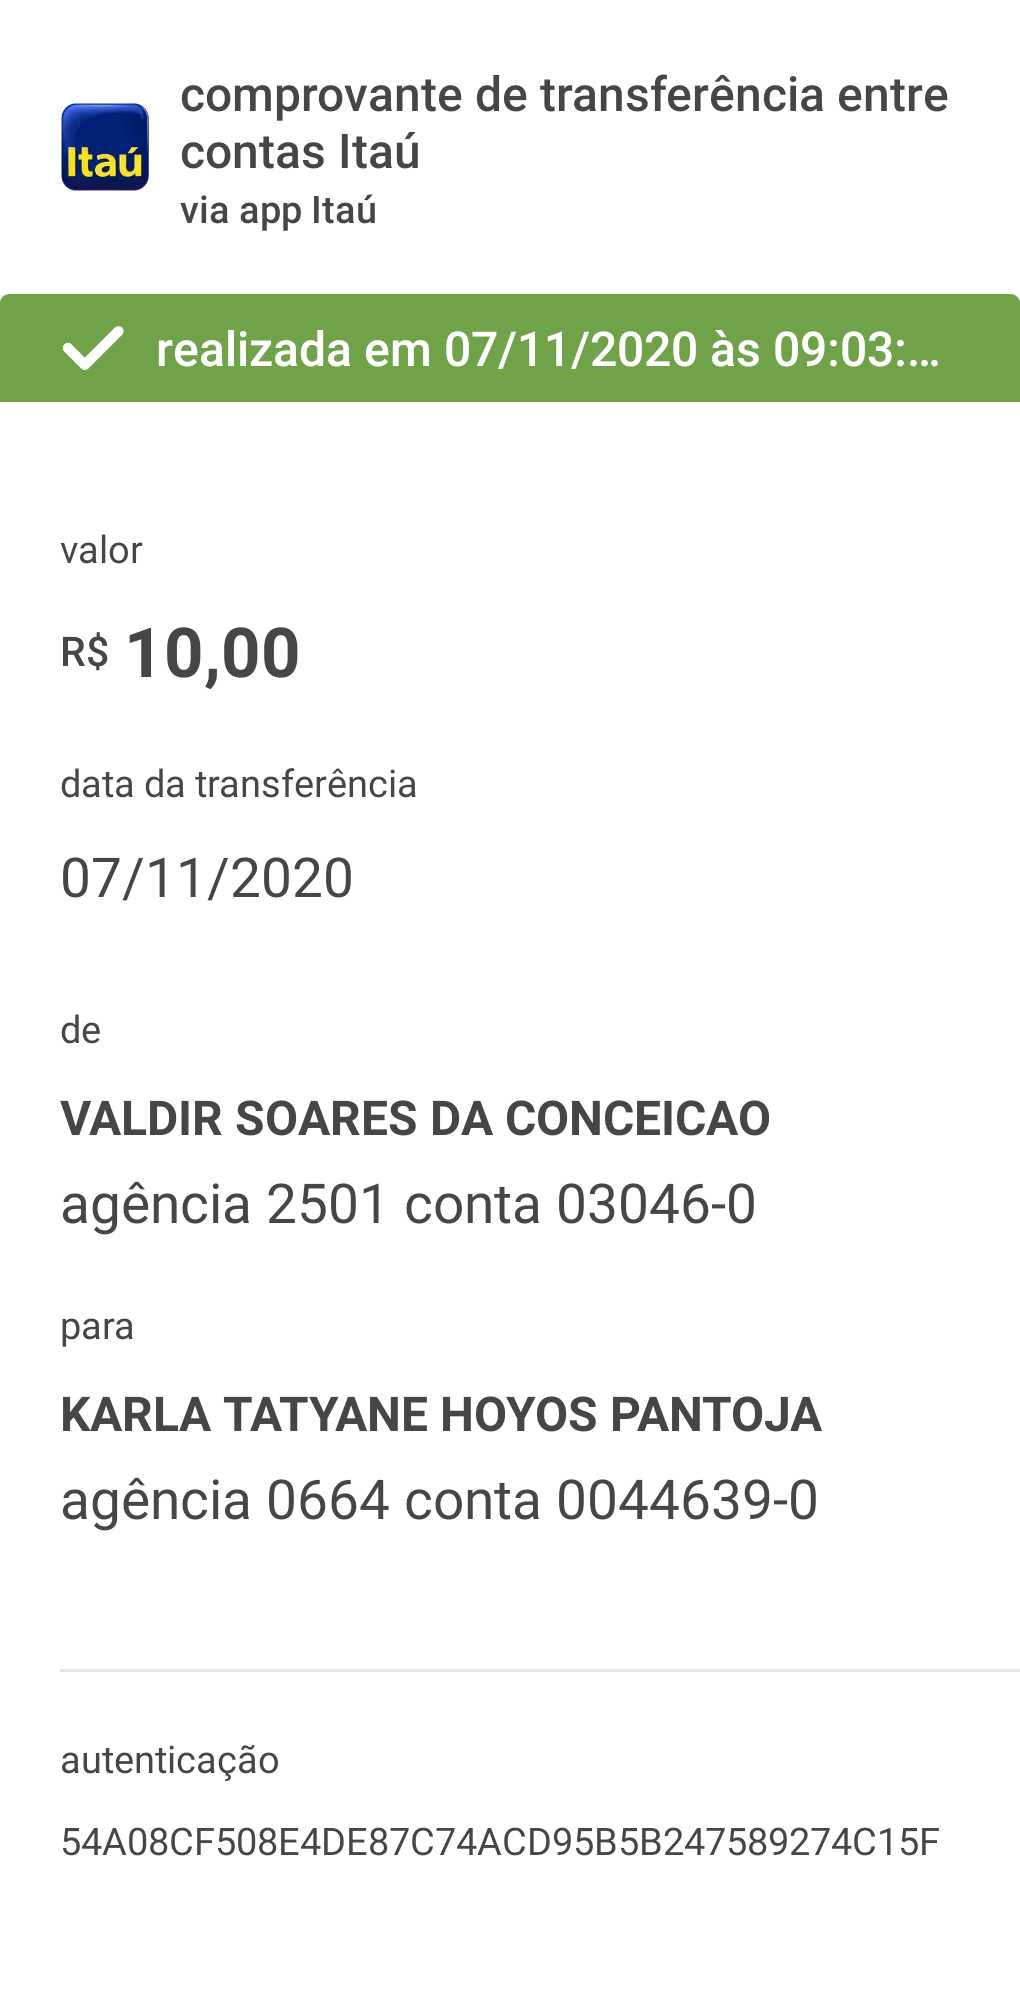 comprovante de transferência entre
contas Itaú
Itaú
via app Itaú
realizada em 07/11/2020 às 09:03:...
valor
R$ 10,00
data da transferência
07/11/2020
de
VALDIR SOARES DA CONCEICAO
agência 2501 conta 03046-0
para
KARLA TATYANE HOYOS PANTOJA
agência 0664 conta 0044639-0
autenticação
54A08CF508E4DE87C74ACD95B5B247589274C15F